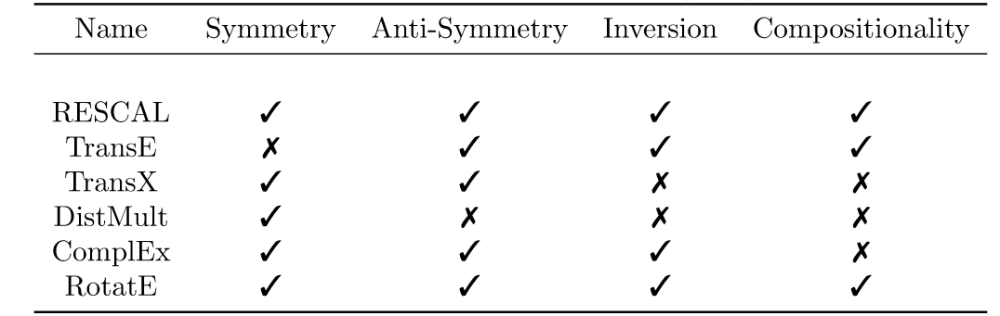 Name Symmetry Anti-Symmetry Inversion Compositionality
RESCAL ✓ ✓ ✓ ✓
TransE ✗ ✓ ✓ ✓
TransX ✓ ✓ ✗ ✗
DistMult ✓ ✗ ✗ ✗
ComplEx ✓ ✓ ✓ ✗
RotatE ✓ ✓ ✓ ✓